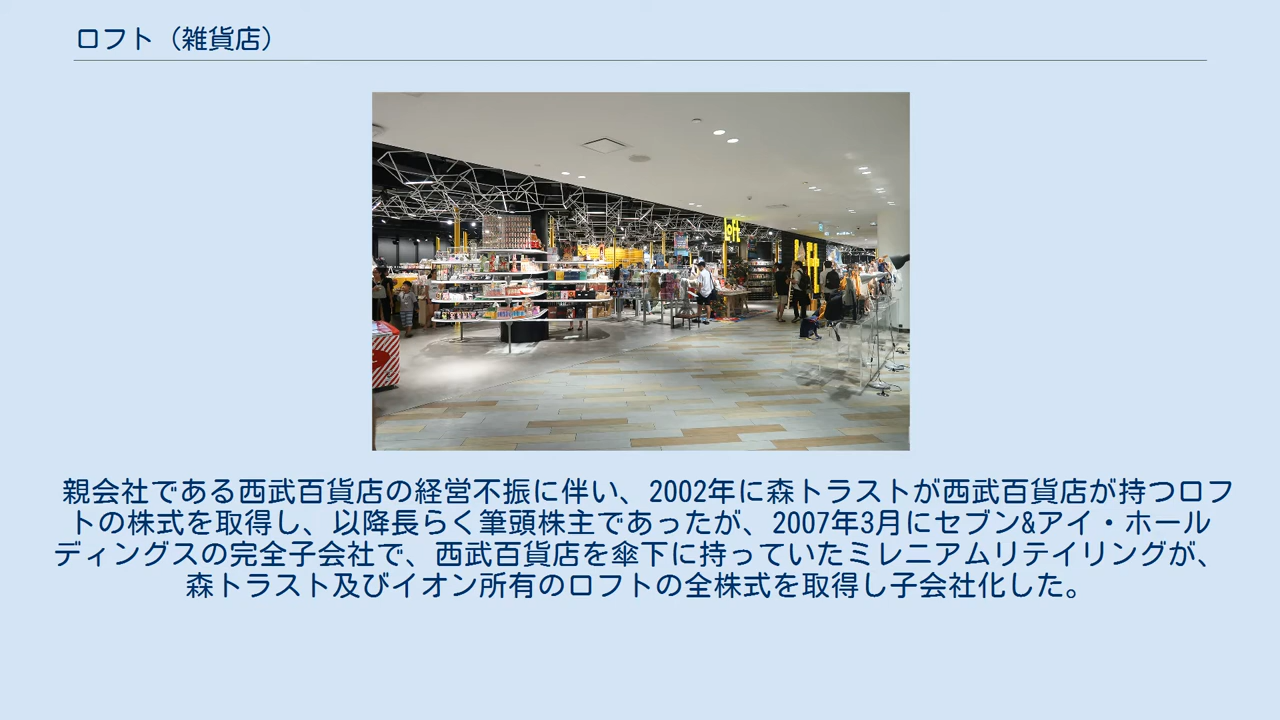 ロフト（雑貨店）
loft
親会社である西武百貨店の経営不振に伴い、2002年に森トラストが西武百貨店が持つロフ
トの株式を取得し、以降長らく筆頭株主であったが、2007年3月にセブン&アイ・ホール
ディングスの完全子会社で、西武百貨店を傘下に持っていたミレニアムリテイリングが、
森トラスト及びイオン所有のロフトの全株式を取得し子会社化した。